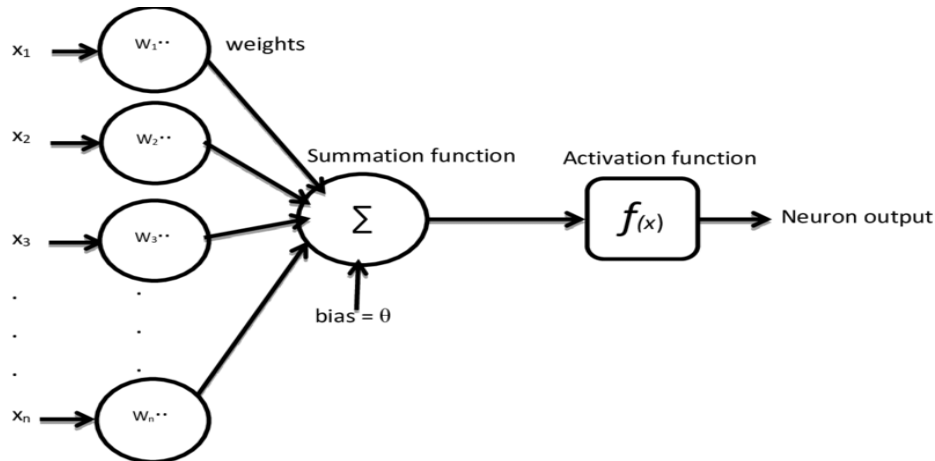 x₁
W₁..
weights
x₂
W₂..
Summation function
Activation function
x₃
W₃..
Σ
f(x)
Neuron output
bias = θ
xₙ
Wₙ..